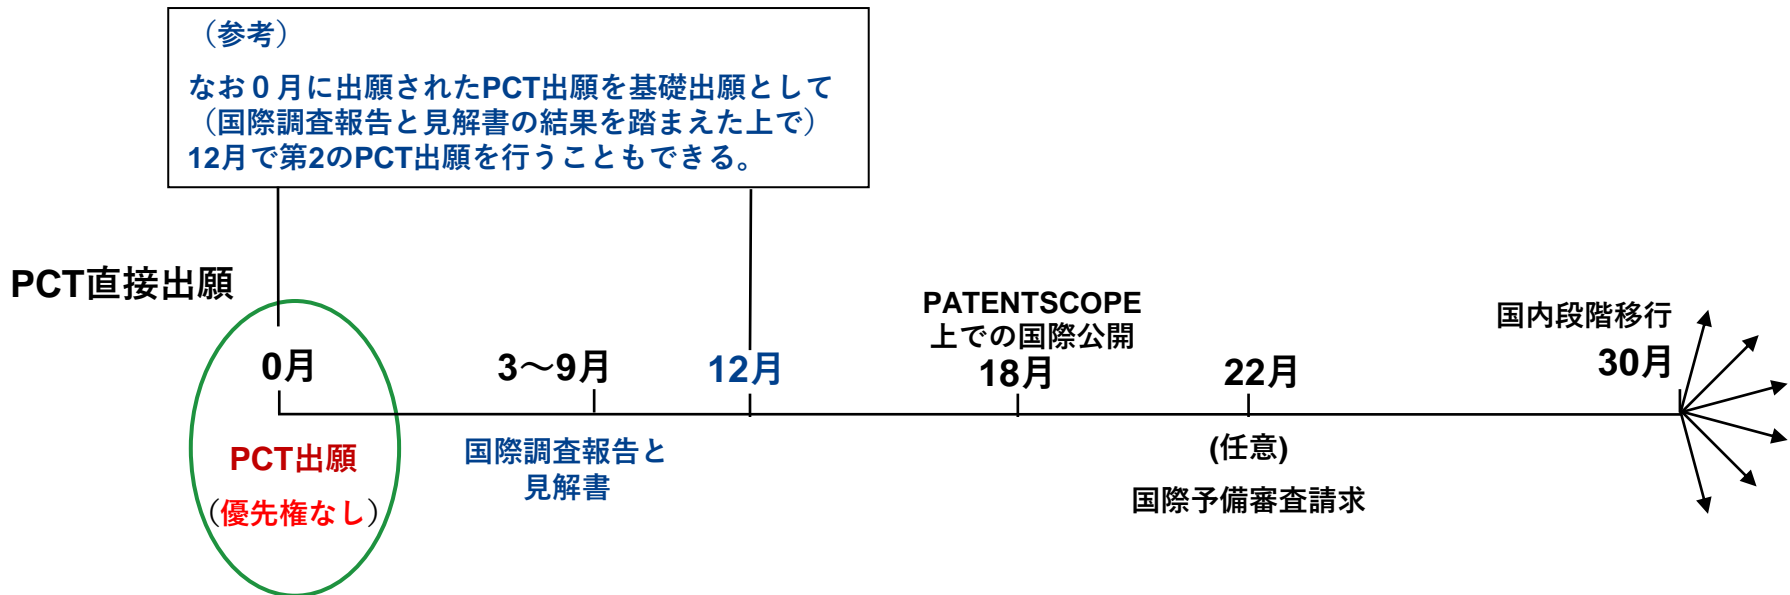 （参考）
なお０月に出願されたPCT出願を基礎出願として
（国際調査報告と見解書の結果を踏まえた上で）
12月で第2のPCT出願を行うこともできる。
PCT直接出願
PATENTSCOPE
上での国際公開
国内段階移行
0月
3～9月
12月
18月
22月
30月
PCT出願
（優先権なし）
国際調査報告と
見解書
(任意)
国際予備審査請求